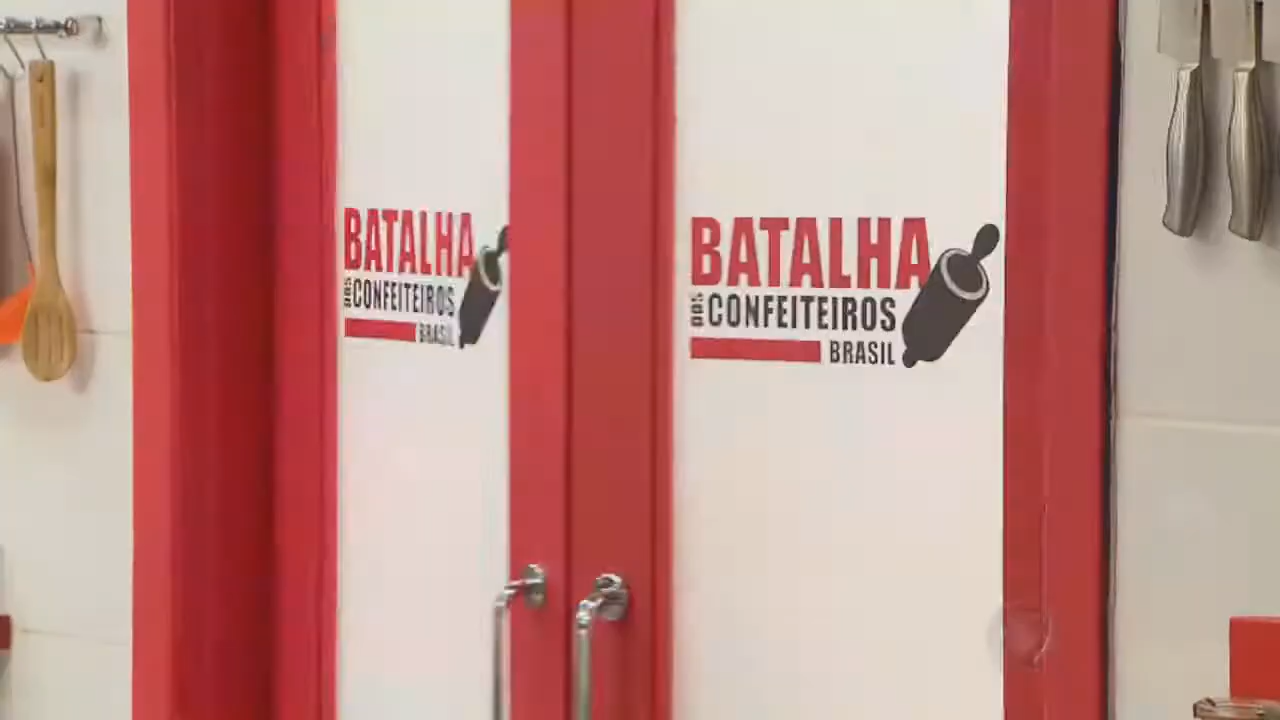 BATALHA
DOS CONFEITEIROS
BRASIL
BATALHA
DOS CONFEITEIROS
BRASIL